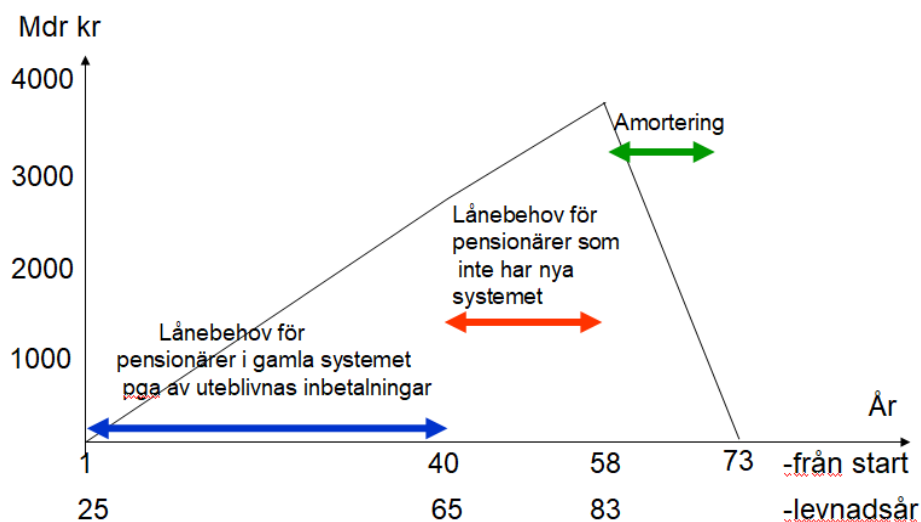 Mdr kr
4000
Amortering
3000
Lånebehov för
pensionärer som
inte har nya
systemet
2000
Lånebehov för
pensionärer i gamla systemet
pga av uteblivnas inbetalningar
1000
År
1 40 58 73 -från start
25 65 83 -levnadsår